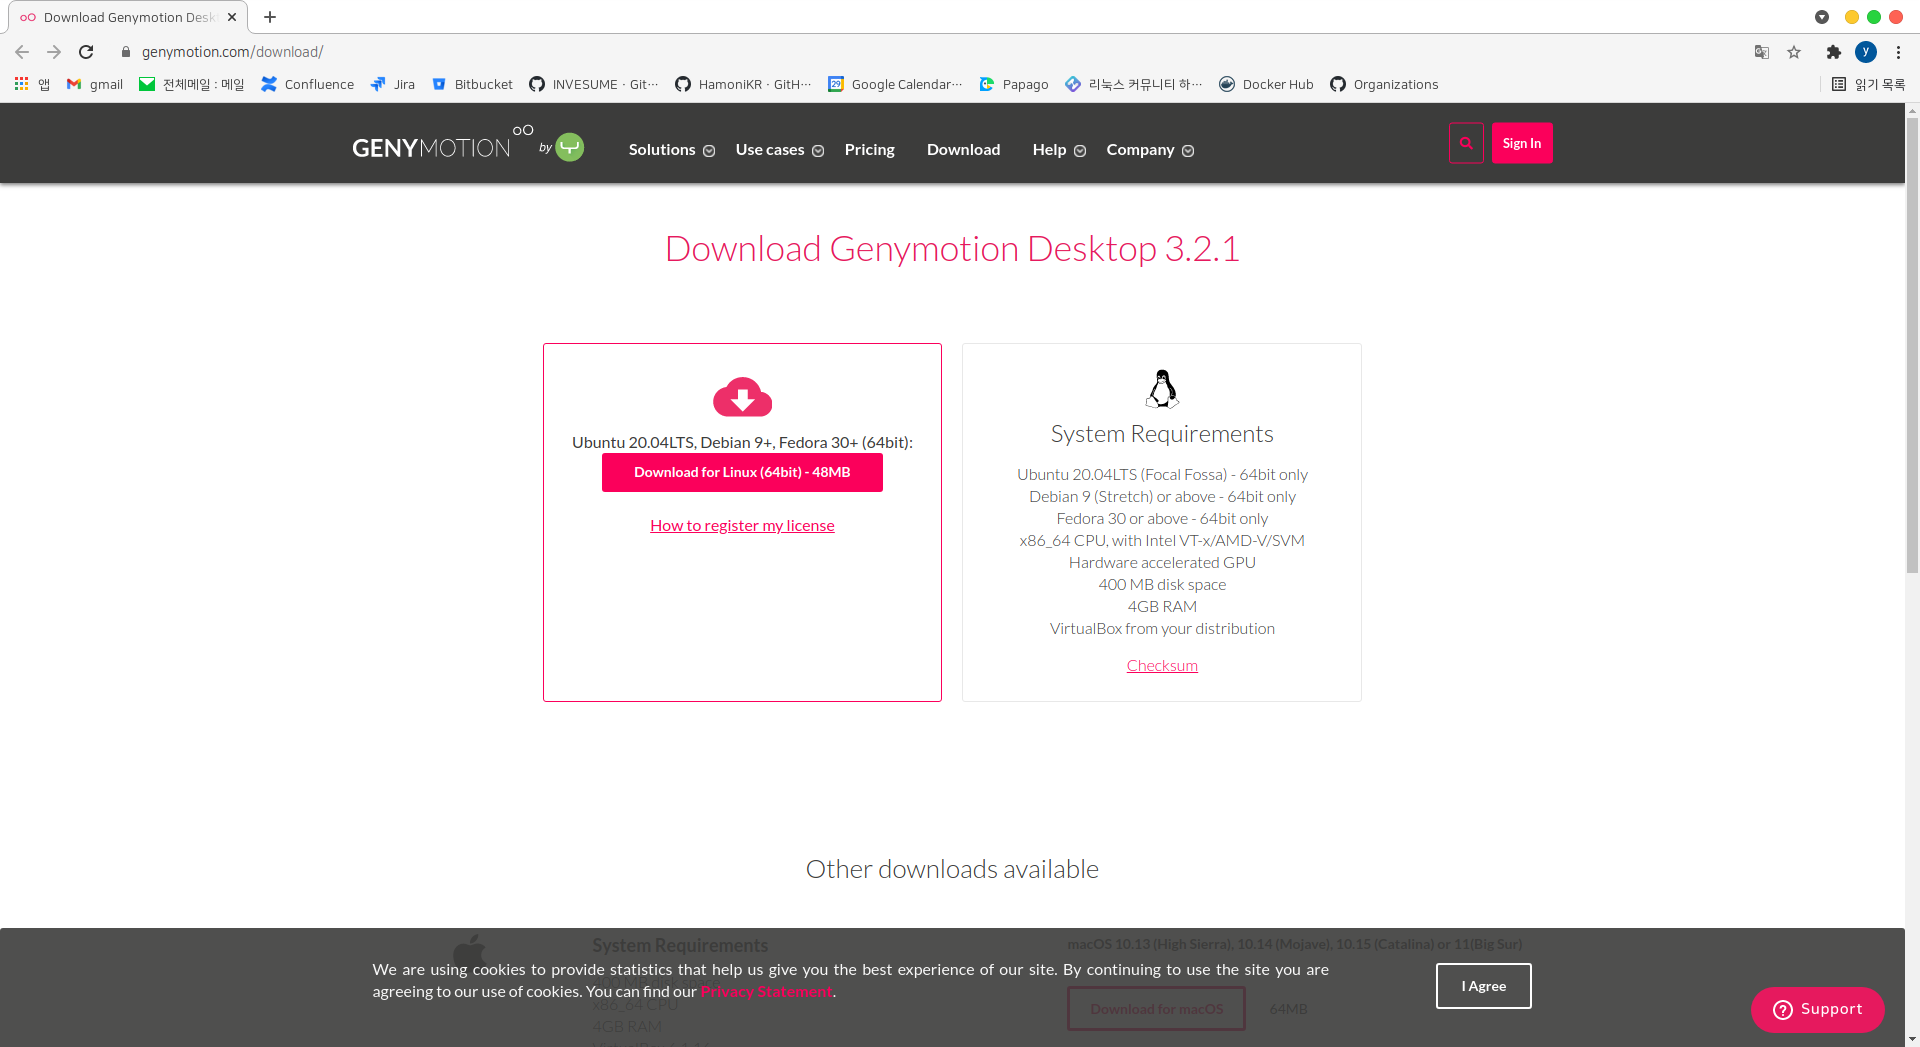 Download Genymotion Desk
genymotion.com/download/
y
앱
gmail
전체메일 : 메일
Confluence
Jira
Bitbucket
INVESUME · Git…
HamoniKR · GitH…
29
Google Calendar…
Papago
리눅스 커뮤니티 하…
Docker Hub
Organizations
읽기 목록
GENYMOTION
by
Solutions
Use cases
Pricing
Download
Help
Company
Sign In
Download Genymotion Desktop 3.2.1
Ubuntu 20.04LTS, Debian 9+, Fedora 30+ (64bit):
Download for Linux (64bit) - 48MB
How to register my license
System Requirements
Ubuntu 20.04LTS (Focal Fossa) - 64bit only
Debian 9 (Stretch) or above - 64bit only
Fedora 30 or above - 64bit only
x86_64 CPU, with Intel VT-x/AMD-V/SVM
Hardware accelerated GPU
400 MB disk space
4GB RAM
VirtualBox from your distribution
Checksum
Other downloads available
System Requirements
macOS 10.13 (High Sierra), 10.14 (Mojave), 10.15 (Catalina) or 11(Big Sur)
We are using cookies to provide statistics that help us give you the best experience of our site. By continuing to use the site you are
agreeing to our use of cookies. You can find our Privacy Statement.
I Agree
x86_64 CPU
4GB RAM
Download for macOS
64MB
Support